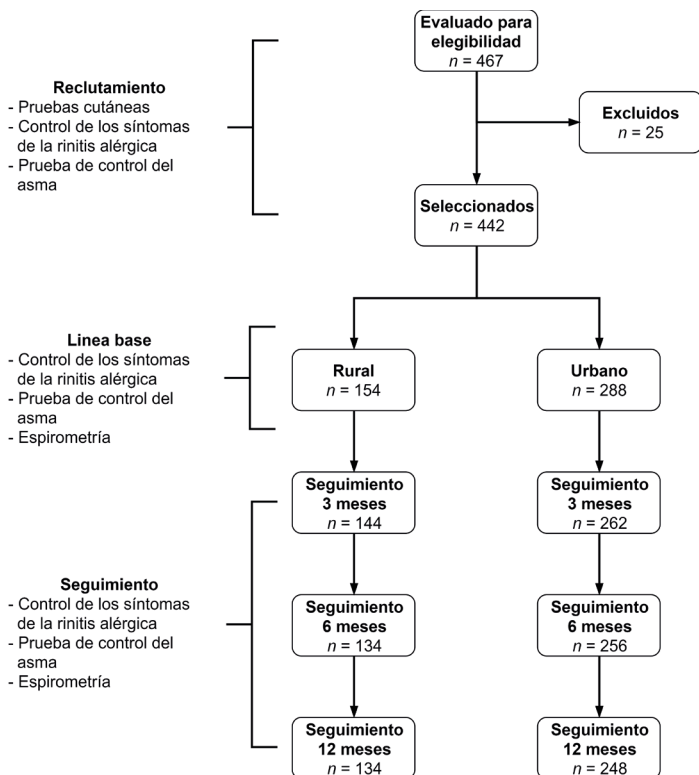 Evaluado para
elegibilidad
n = 467
Reclutamiento
- Pruebas cutáneas
- Control de los síntomas
de la rinitis alérgica
- Prueba de control del
asma
Excluidos
n = 25
Seleccionados
n = 442
Linea base
- Control de los síntomas
de la rinitis alérgica
- Prueba de control del
asma
- Espirometría
Rural
n = 154
Urbano
n = 288
Seguimiento
3 meses
n = 144
Seguimiento
3 meses
n = 262
Seguimiento
- Control de los síntomas
de la rinitis alérgica
- Prueba de control del
asma
- Espirometría
Seguimiento
6 meses
n = 134
Seguimiento
6 meses
n = 256
Seguimiento
12 meses
n = 134
Seguimiento
12 meses
n = 248